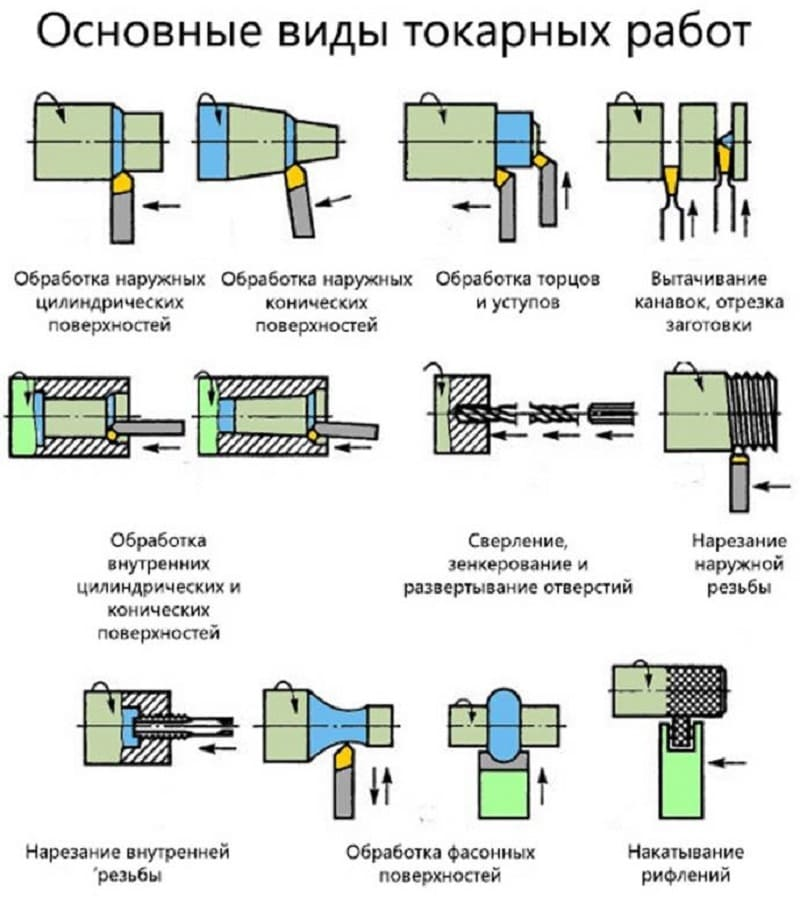 Основные виды токарных работ
Обработка наружных
цилиндрических
поверхностей
Обработка наружных
конических
поверхностей
Обработка торцов
и уступов
Вытачивание
канавок, отрезка
заготовки
Обработка
внутренних
цилиндрических и
конических
поверхностей
Сверление,
зенкерование и
развертывание отверстий
Нарезание
наружной
резьбы
Нарезание внутренней
резьбы
Обработка фасонных
поверхностей
Накатывание
рифлений